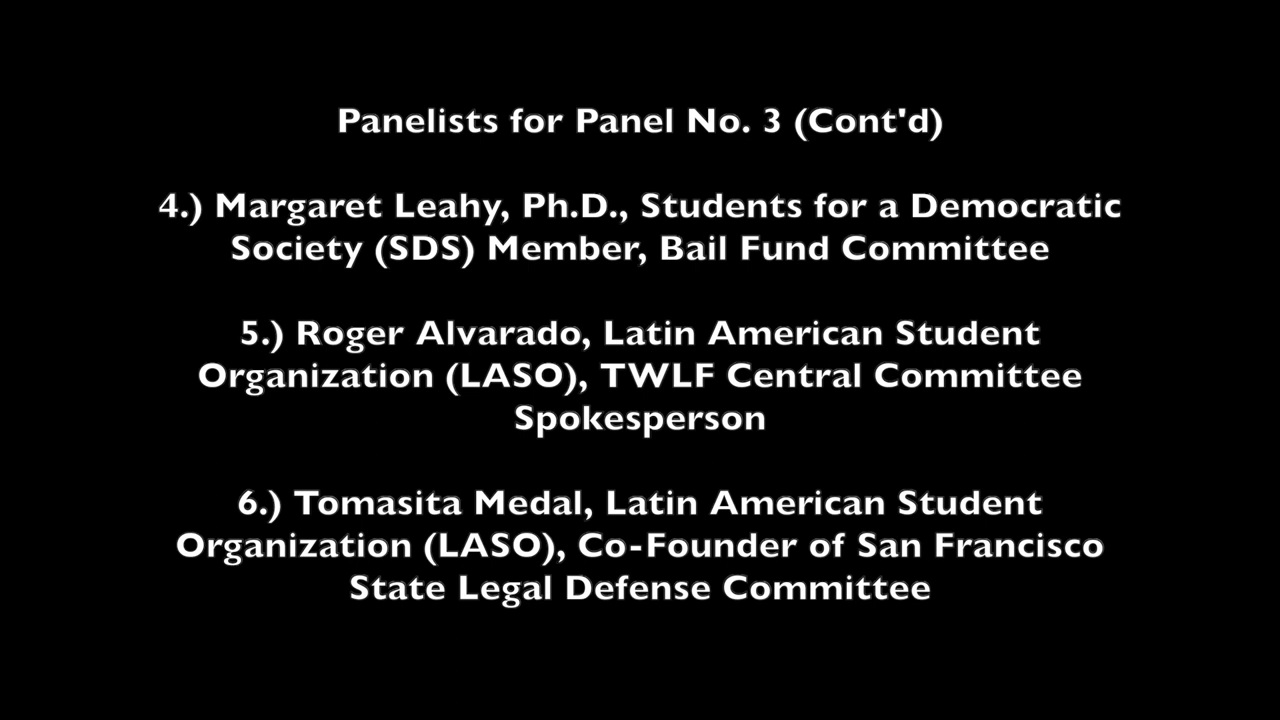 Panelists for Panel No. 3 (Cont'd)
4.) Margaret Leahy, Ph.D., Students for a Democratic
Society (SDS) Member, Bail Fund Committee
5.) Roger Alvarado, Latin American Student
Organization (LASO), TWLF Central Committee
Spokesperson
6.) Tomasita Medal, Latin American Student
Organization (LASO), Co-Founder of San Francisco
State Legal Defense Committee